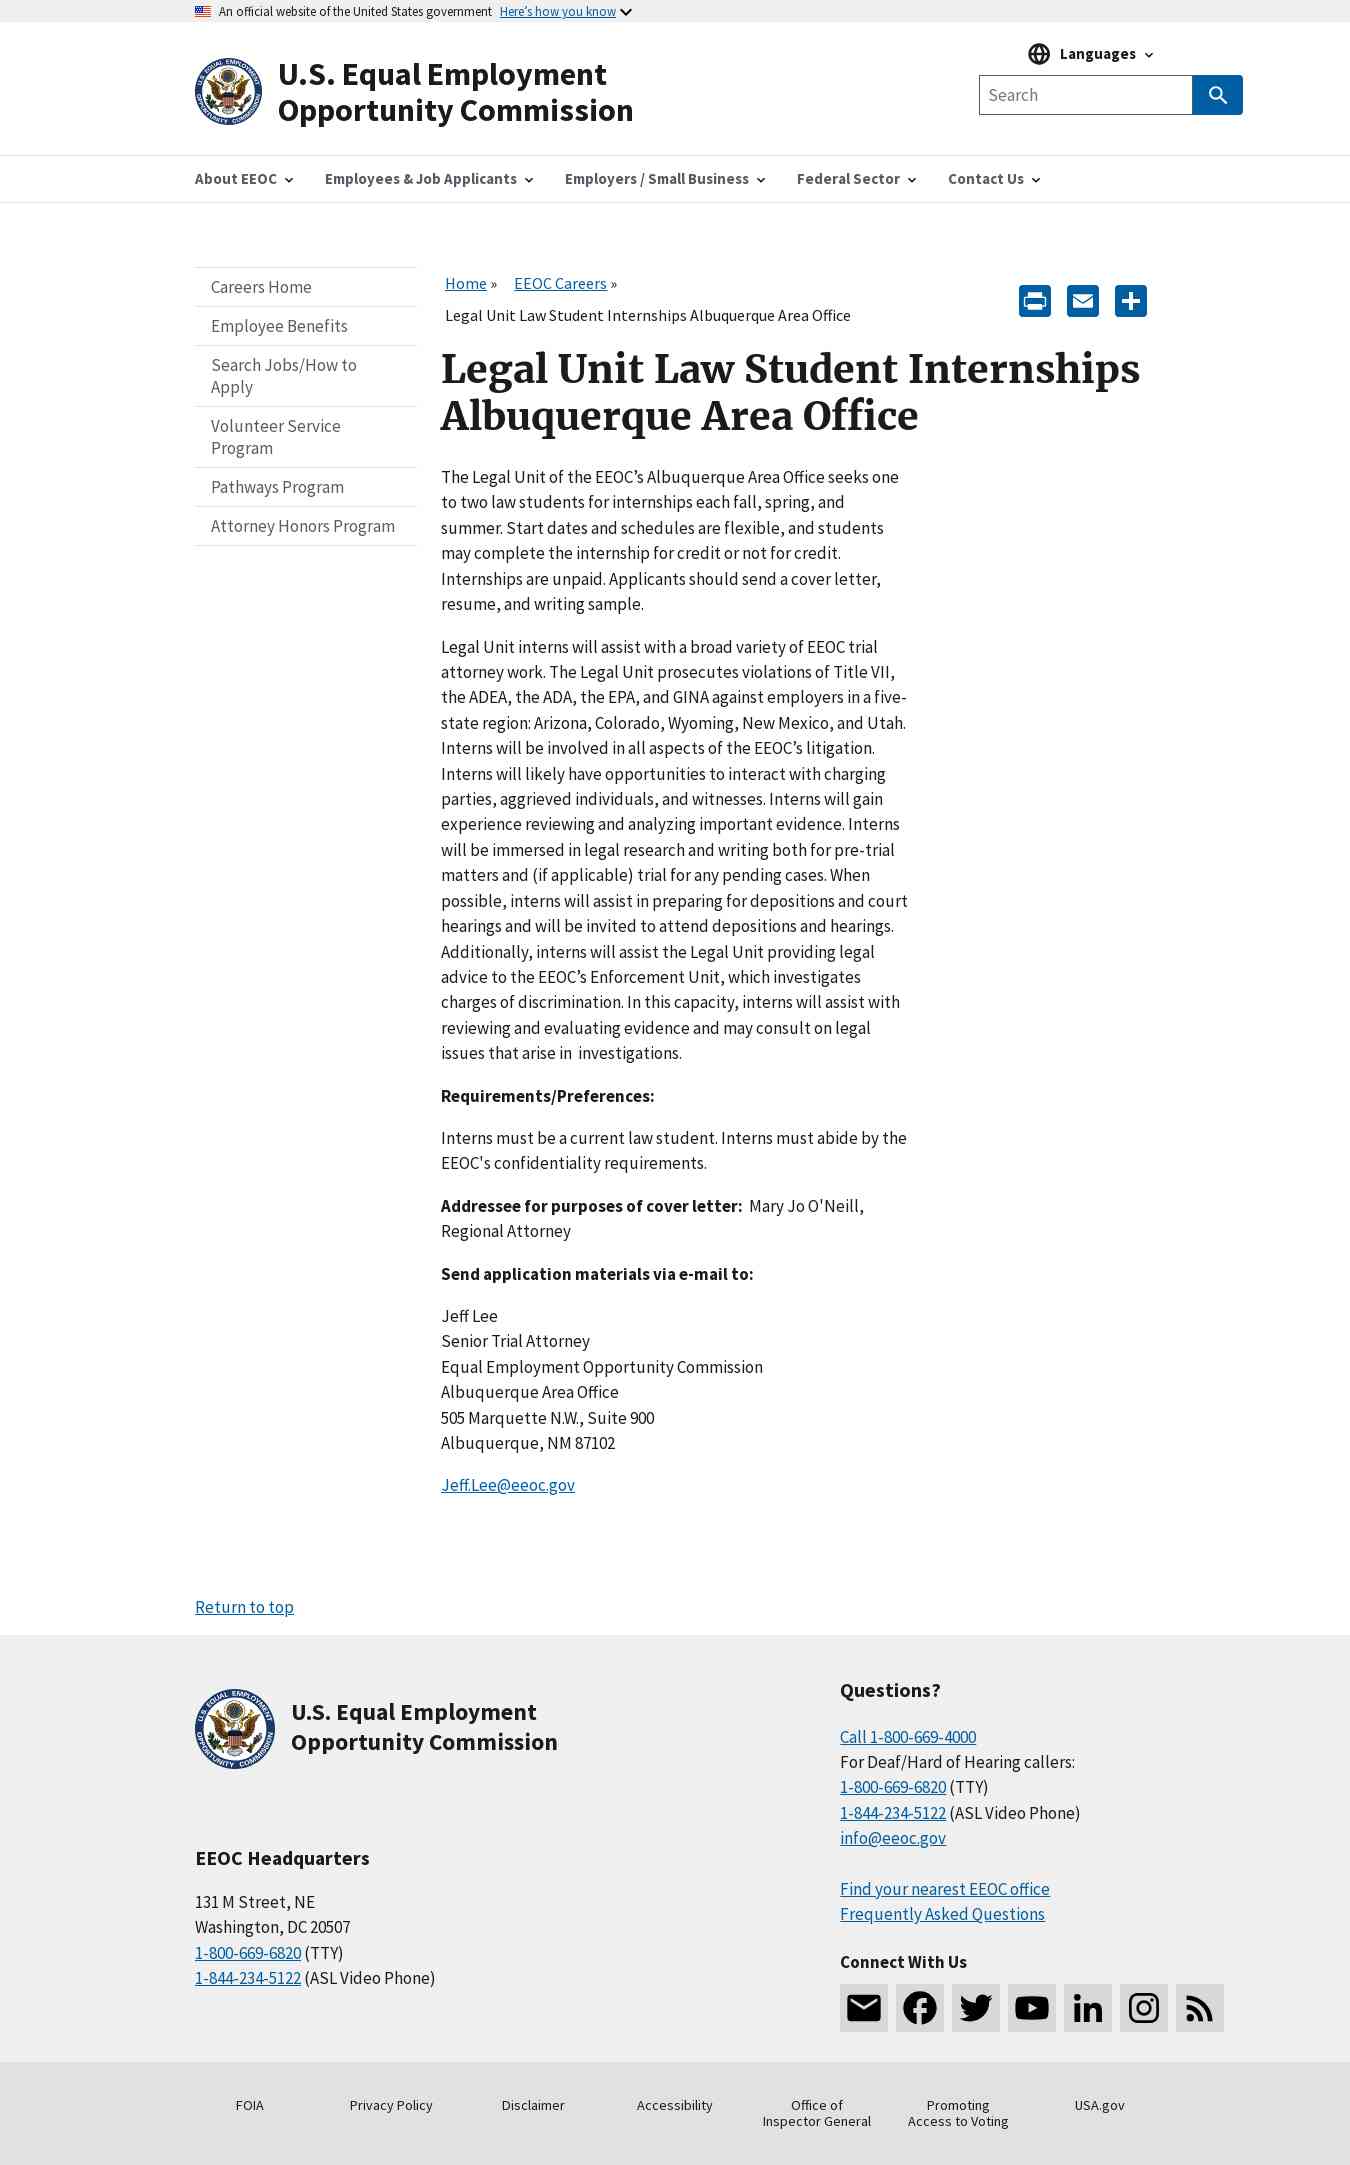 An official website of the United States government Here’s how you know
U.S. Equal Employment
Opportunity Commission
Languages
Search
About EEOC
Employees & Job Applicants
Employers / Small Business
Federal Sector
Contact Us
Careers Home
Employee Benefits
Search Jobs/How to
Apply
Volunteer Service
Program
Pathways Program
Attorney Honors Program
Home » EEOC Careers »
Legal Unit Law Student Internships Albuquerque Area Office
Legal Unit Law Student Internships
Albuquerque Area Office
The Legal Unit of the EEOC’s Albuquerque Area Office seeks one
to two law students for internships each fall, spring, and
summer. Start dates and schedules are flexible, and students
may complete the internship for credit or not for credit.
Internships are unpaid. Applicants should send a cover letter,
resume, and writing sample.
Legal Unit interns will assist with a broad variety of EEOC trial
attorney work. The Legal Unit prosecutes violations of Title VII,
the ADEA, the ADA, the EPA, and GINA against employers in a five-
state region: Arizona, Colorado, Wyoming, New Mexico, and Utah.
Interns will be involved in all aspects of the EEOC’s litigation.
Interns will likely have opportunities to interact with charging
parties, aggrieved individuals, and witnesses. Interns will gain
experience reviewing and analyzing important evidence. Interns
will be immersed in legal research and writing both for pre-trial
matters and (if applicable) trial for any pending cases. When
possible, interns will assist in preparing for depositions and court
hearings and will be invited to attend depositions and hearings.
Additionally, interns will assist the Legal Unit providing legal
advice to the EEOC’s Enforcement Unit, which investigates
charges of discrimination. In this capacity, interns will assist with
reviewing and evaluating evidence and may consult on legal
issues that arise in  investigations.
Requirements/Preferences:
Interns must be a current law student. Interns must abide by the
EEOC's confidentiality requirements.
Addressee for purposes of cover letter:  Mary Jo O'Neill,
Regional Attorney
Send application materials via e-mail to:
Jeff Lee
Senior Trial Attorney
Equal Employment Opportunity Commission
Albuquerque Area Office
505 Marquette N.W., Suite 900
Albuquerque, NM 87102
Jeff.Lee@eeoc.gov
Return to top
U.S. Equal Employment
Opportunity Commission
EEOC Headquarters
131 M Street, NE
Washington, DC 20507
1-800-669-6820 (TTY)
1-844-234-5122 (ASL Video Phone)
Questions?
Call 1-800-669-4000
For Deaf/Hard of Hearing callers:
1-800-669-6820 (TTY)
1-844-234-5122 (ASL Video Phone)
info@eeoc.gov
Find your nearest EEOC office
Frequently Asked Questions
Connect With Us
FOIA
Privacy Policy
Disclaimer
Accessibility
Office of
Inspector General
Promoting
Access to Voting
USA.gov